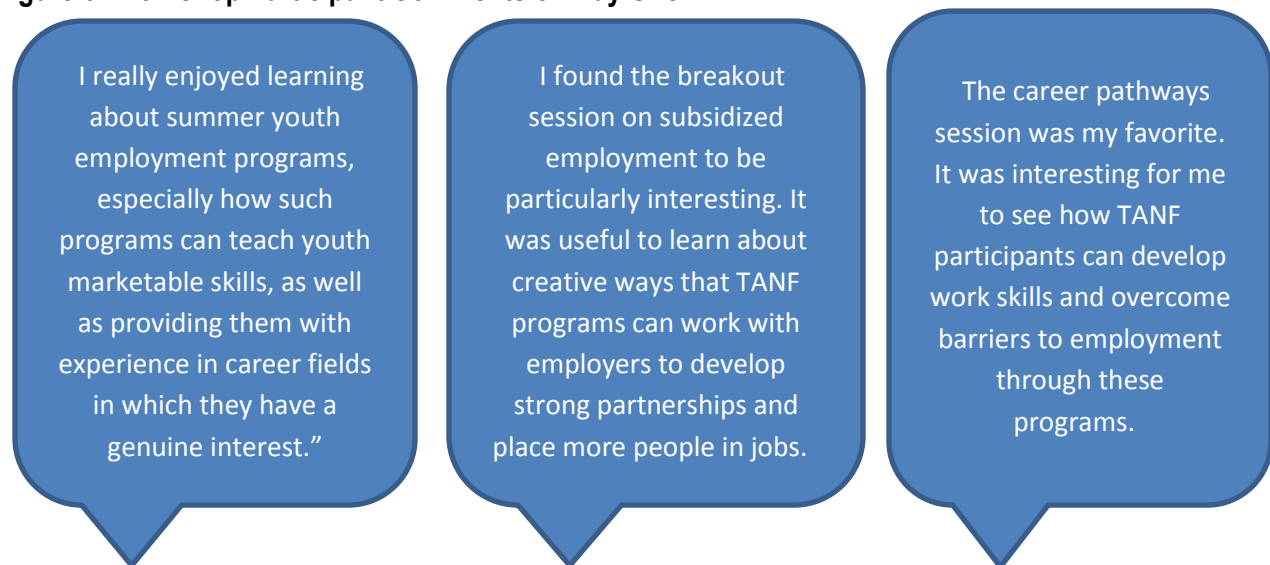 I really enjoyed learning
about summer youth
employment programs,
especially how such
programs can teach youth
marketable skills, as well
as providing them with
experience in career fields
in which they have a
genuine interest.”
I found the breakout
session on subsidized
employment to be
particularly interesting. It
was useful to learn about
creative ways that TANF
programs can work with
employers to develop
strong partnerships and
place more people in jobs.
The career pathways
session was my favorite.
It was interesting for me
to see how TANF
participants can develop
work skills and overcome
barriers to employment
through these
programs.